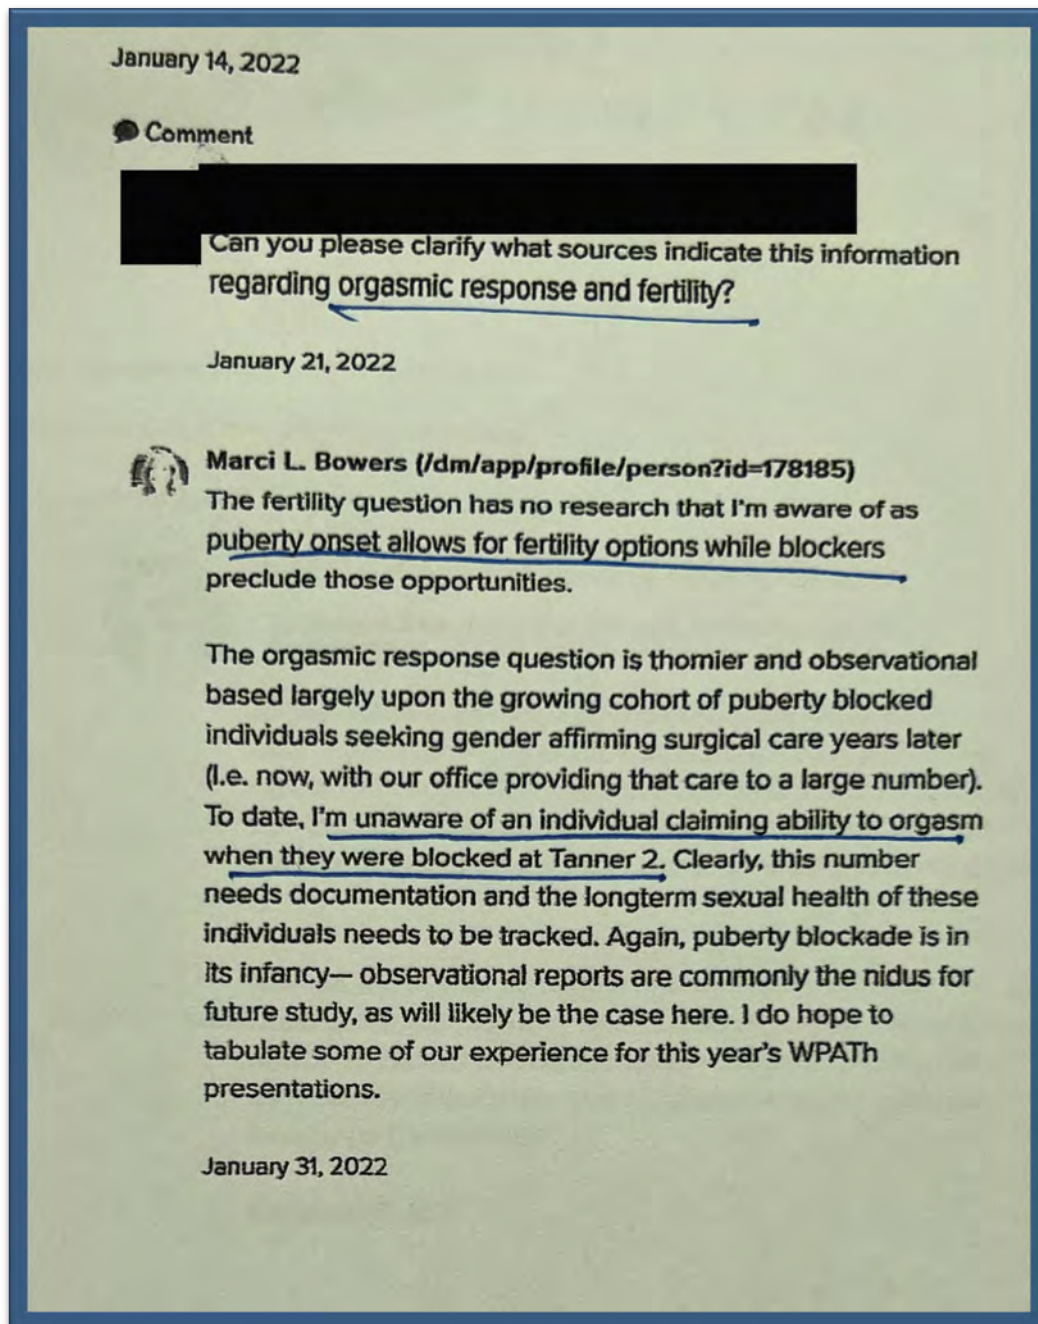 January 14, 2022
Comment
Can you please clarify what sources indicate this information
regarding orgasmic response and fertility?
January 21, 2022
Marci L. Bowers (/dm/app/profile/person?id=178185)
The fertility question has no research that I'm aware of as
puberty onset allows for fertility options while blockers
preclude those opportunities.
The orgasmic response question is thornier and observational
based largely upon the growing cohort of puberty blocked
individuals seeking gender affirming surgical care years later
(I.e. now, with our office providing that care to a large number).
To date, I'm unaware of an individual claiming ability to orgasm
when they were blocked at Tanner 2. Clearly, this number
needs documentation and the longterm sexual health of these
individuals needs to be tracked. Again, puberty blockade is in
its infancy— observational reports are commonly the nidus for
future study, as will likely be the case here. I do hope to
tabulate some of our experience for this year's WPATh
presentations.
January 31, 2022